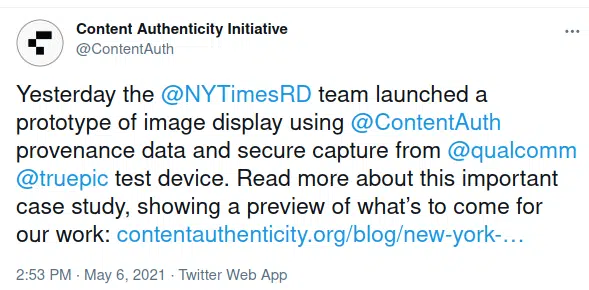 Content Authenticity Initiative
@ContentAuth
Yesterday the @NYTimesRD team launched a
prototype of image display using @ContentAuth
provenance data and secure capture from @qualcomm
@truepic test device. Read more about this important
case study, showing a preview of what’s to come for
our work: contentauthenticity.org/blog/new-york-…
2:53 PM · May 6, 2021 · Twitter Web App